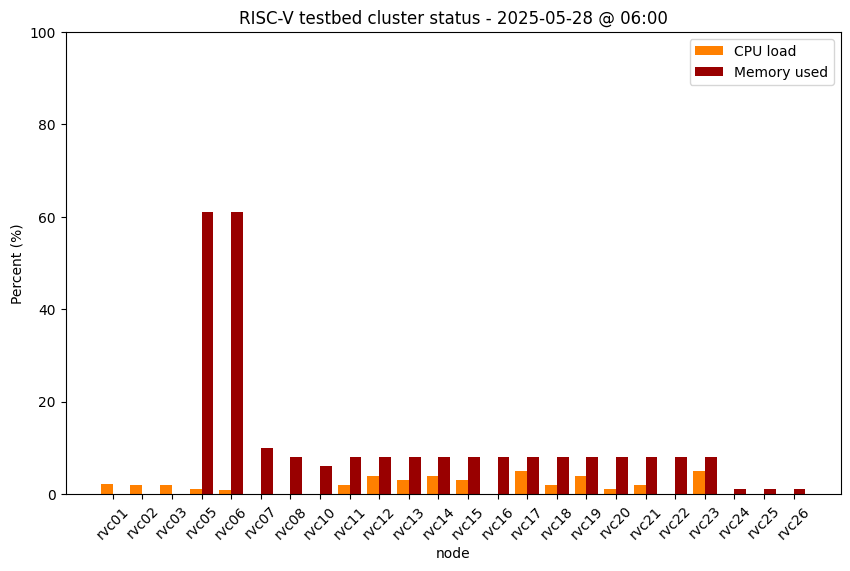 RISC-V testbed cluster status - 2025-05-28 @ 06:00
CPU load
Memory used
Percent (%)
100
80
60
40
20
0
rvc01 rvc02 rvc03 rvc05 rvc06 rvc07 rvc08 rvc10 rvc11 rvc12 rvc13 rvc14 rvc15 rvc16 rvc17 rvc18 rvc19 rvc20 rvc21 rvc22 rvc23 rvc24 rvc25 rvc26
node